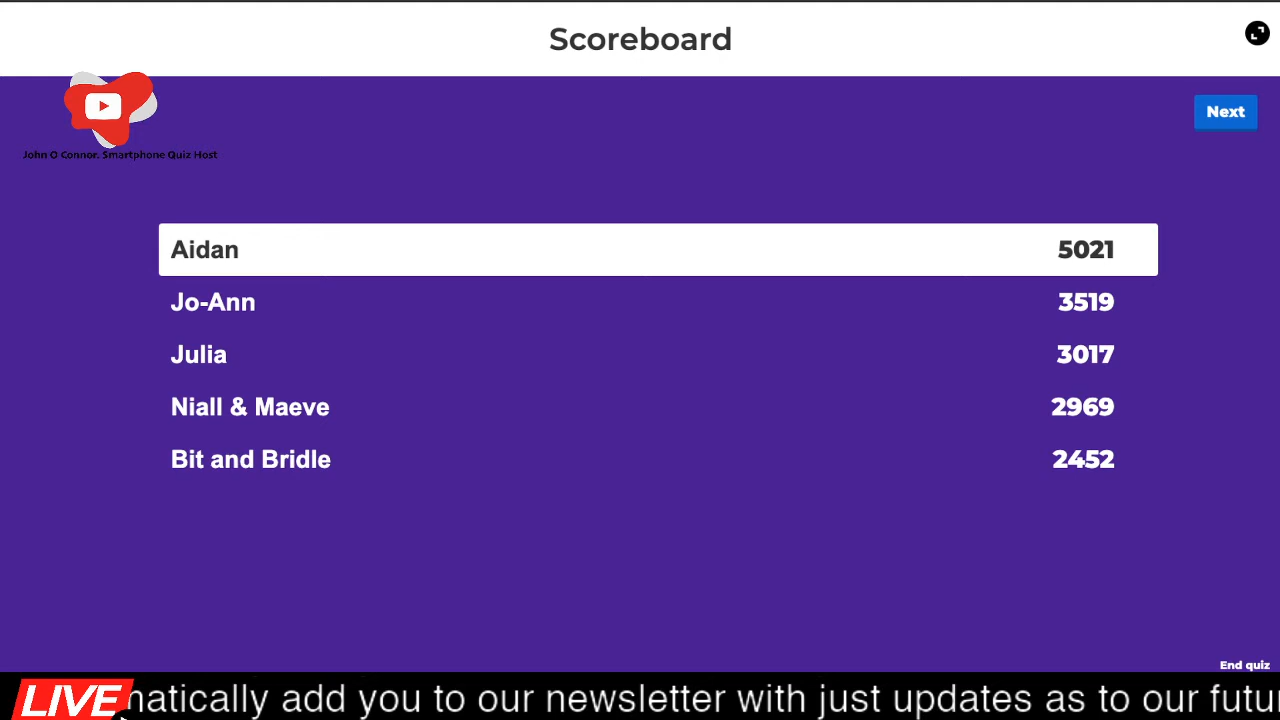 Scoreboard
Next
John O Connor. Smartphone Quiz Host
Aidan 5021
Jo-Ann 3519
Julia 3017
Niall & Maeve 2969
Bit and Bridle 2452
End quiz
LIVE add you to our newsletter with just updates as to our